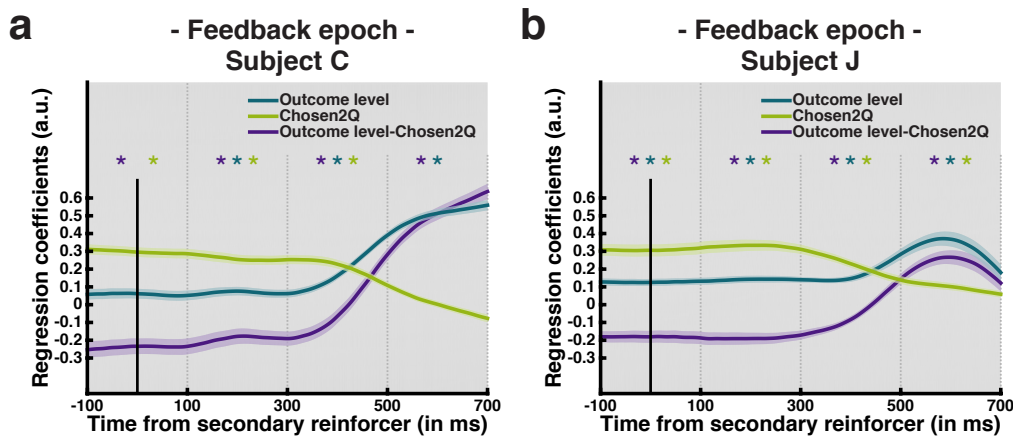 a
- Feedback epoch -
Subject C
Outcome level
Chosen2Q
Outcome level-Chosen2Q
* *
* * *
* * *
* *
Regression coefficients (a.u.)
0.6
0.5
0.4
0.3
0.2
0.1
0
-0.1
-0.2
-0.3
-100 100 300 500 700
Time from secondary reinforcer (in ms)
b
- Feedback epoch -
Subject J
Outcome level
Chosen2Q
Outcome level-Chosen2Q
* * *
* * *
* * *
* * *
Regression coefficients (a.u.)
0.6
0.5
0.4
0.3
0.2
0.1
0
-0.1
-0.2
-0.3
-100 100 300 500 700
Time from secondary reinforcer (in ms)